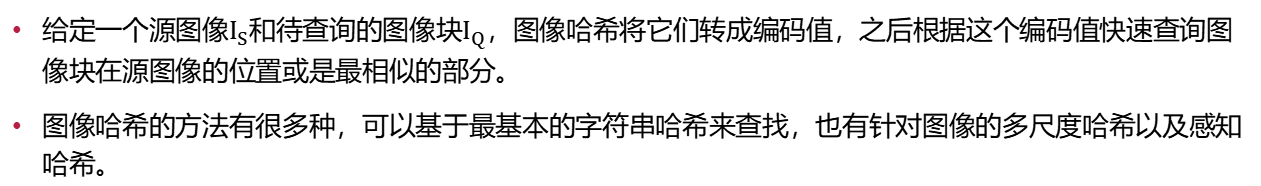 • 给定一个源图像I_S和待查询的图像块I_Q，图像哈希将它们转成编码值，之后根据这个编码值快速查询图
像块在源图像的位置或是最相似的部分。
• 图像哈希的方法有很多种，可以基于最基本的字符串哈希来查找，也有针对图像的多尺度哈希以及感知
哈希。